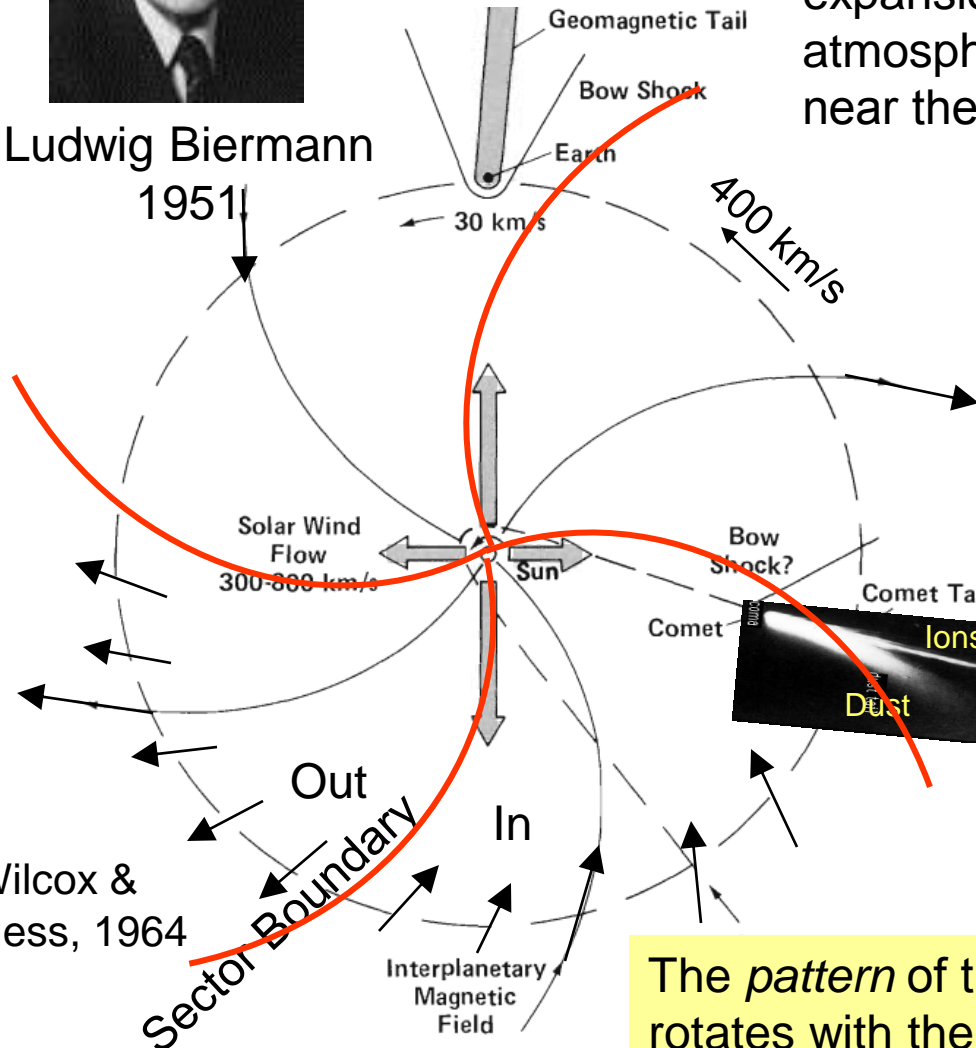 Geomagnetic Tail
atmosph
Bow Shock
near the
Ludwig Biermann
1951
Earth
30 km/s
400 km/s
Solar Wind
Flow
300-800 km/s
Sun
Bow
Shock?
Comet Ta
Comet
coma
Ions
Dust
Out
In
Sector Boundary
Wilcox &
ess, 1964
Interplanetary
Magnetic
Field
The pattern of t
rotates with the